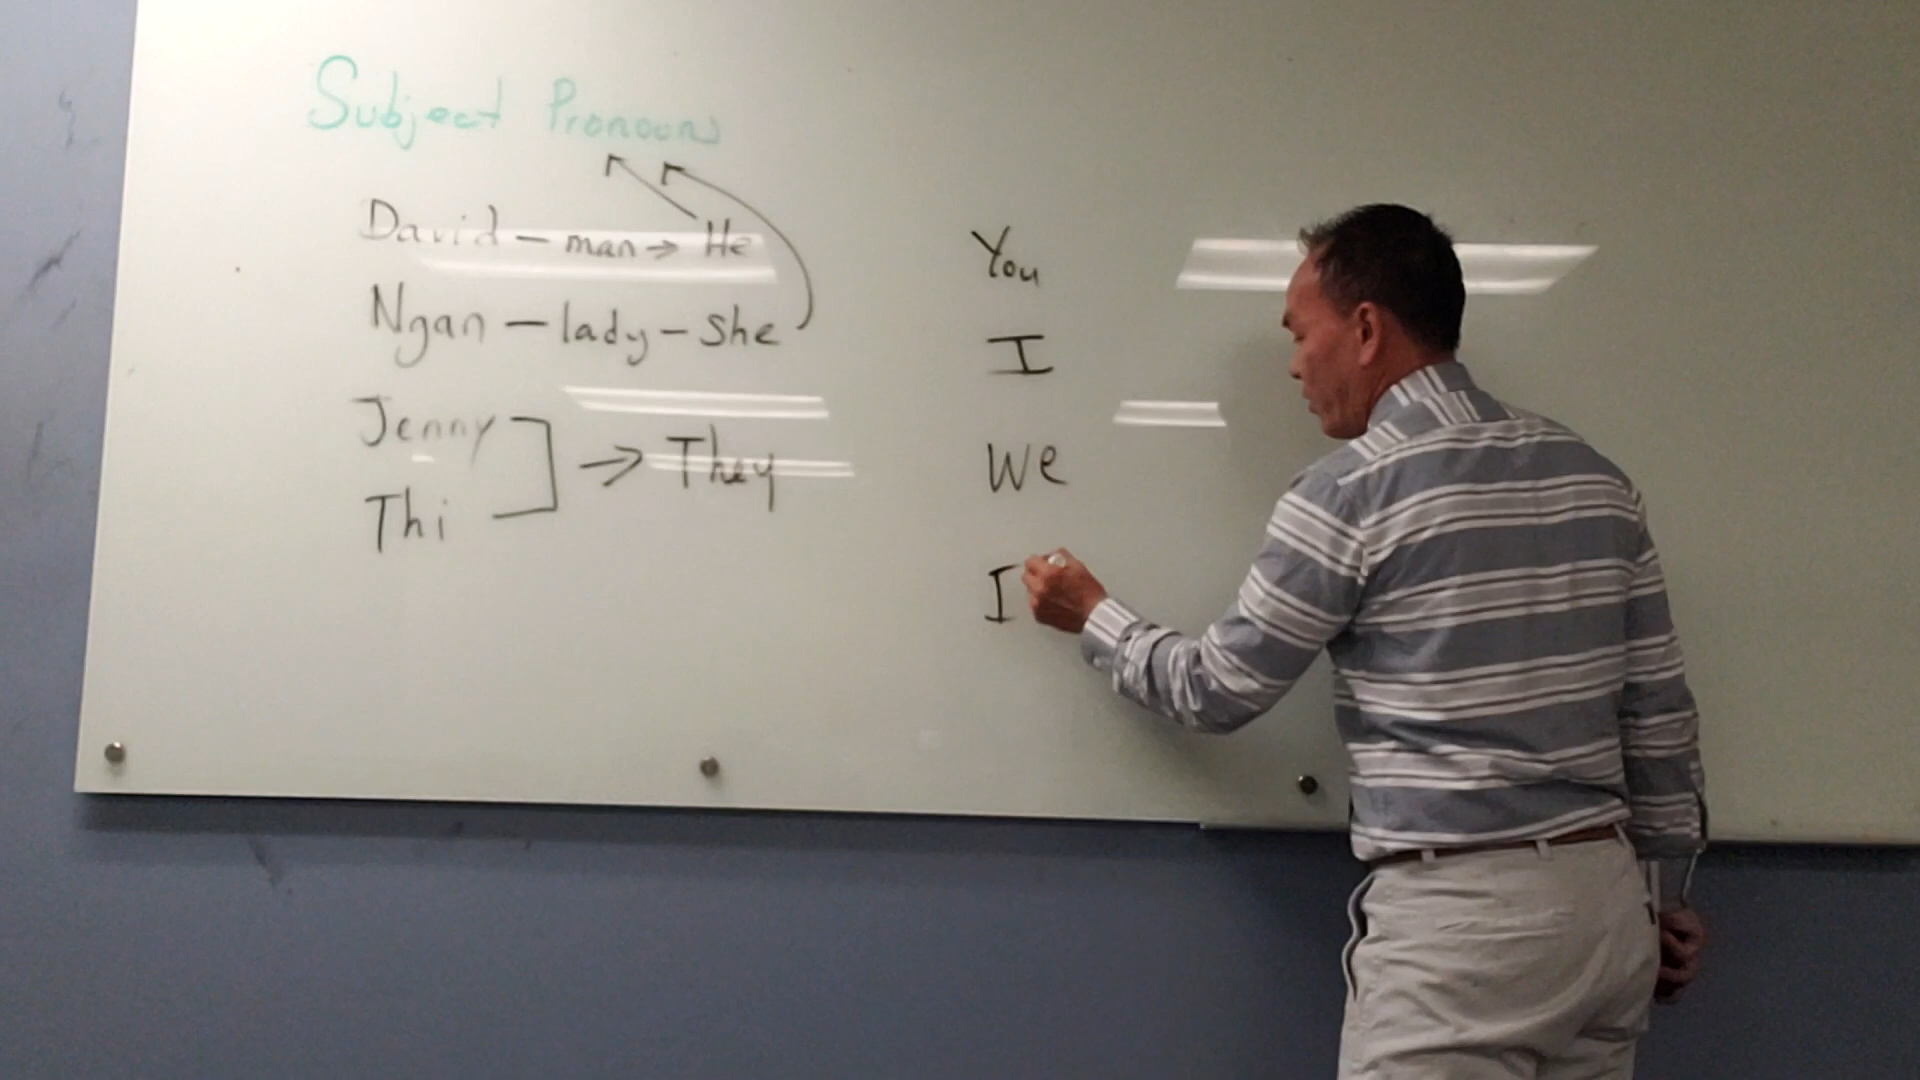 Subject Pronouns
David - man → He
Ngan - lady - she
Jenny
Thi
→ They
You
I
We
I